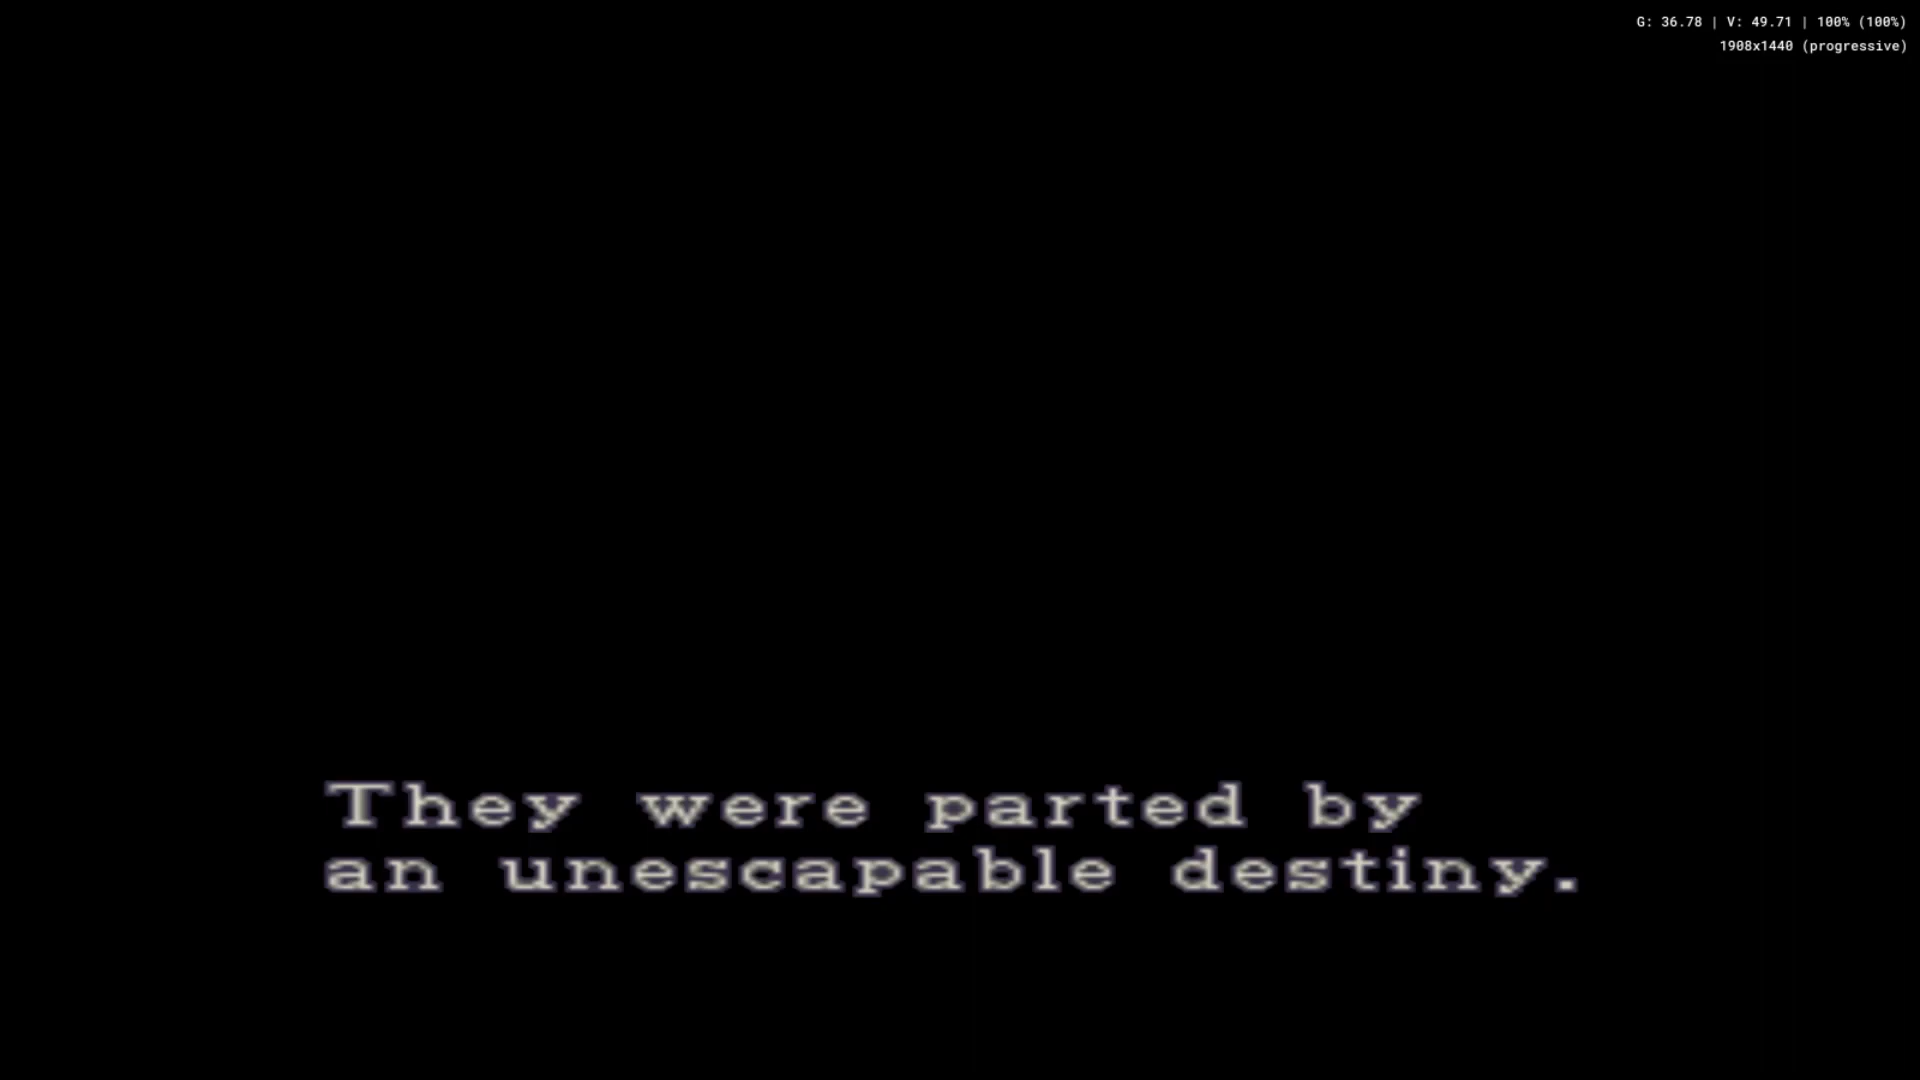 G: 36.78 | V: 49.71 | 100% (100%)
1908x1440 (progressive)
They were parted by
an unescapable destiny.